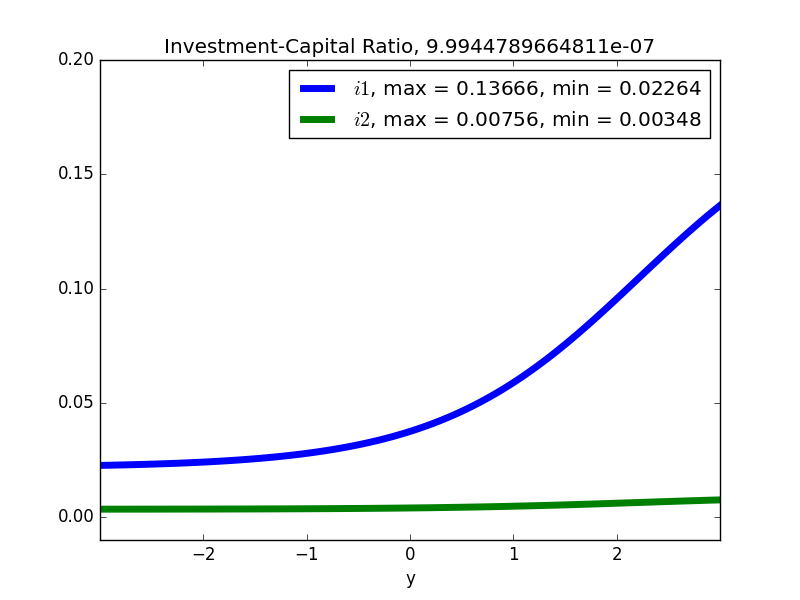 Investment-Capital Ratio, 9.9944789664811e-07
i1, max = 0.13666, min = 0.02264
i2, max = 0.00756, min = 0.00348
0.20
0.15
0.10
0.05
0.00
−2 −1 0 1 2
y